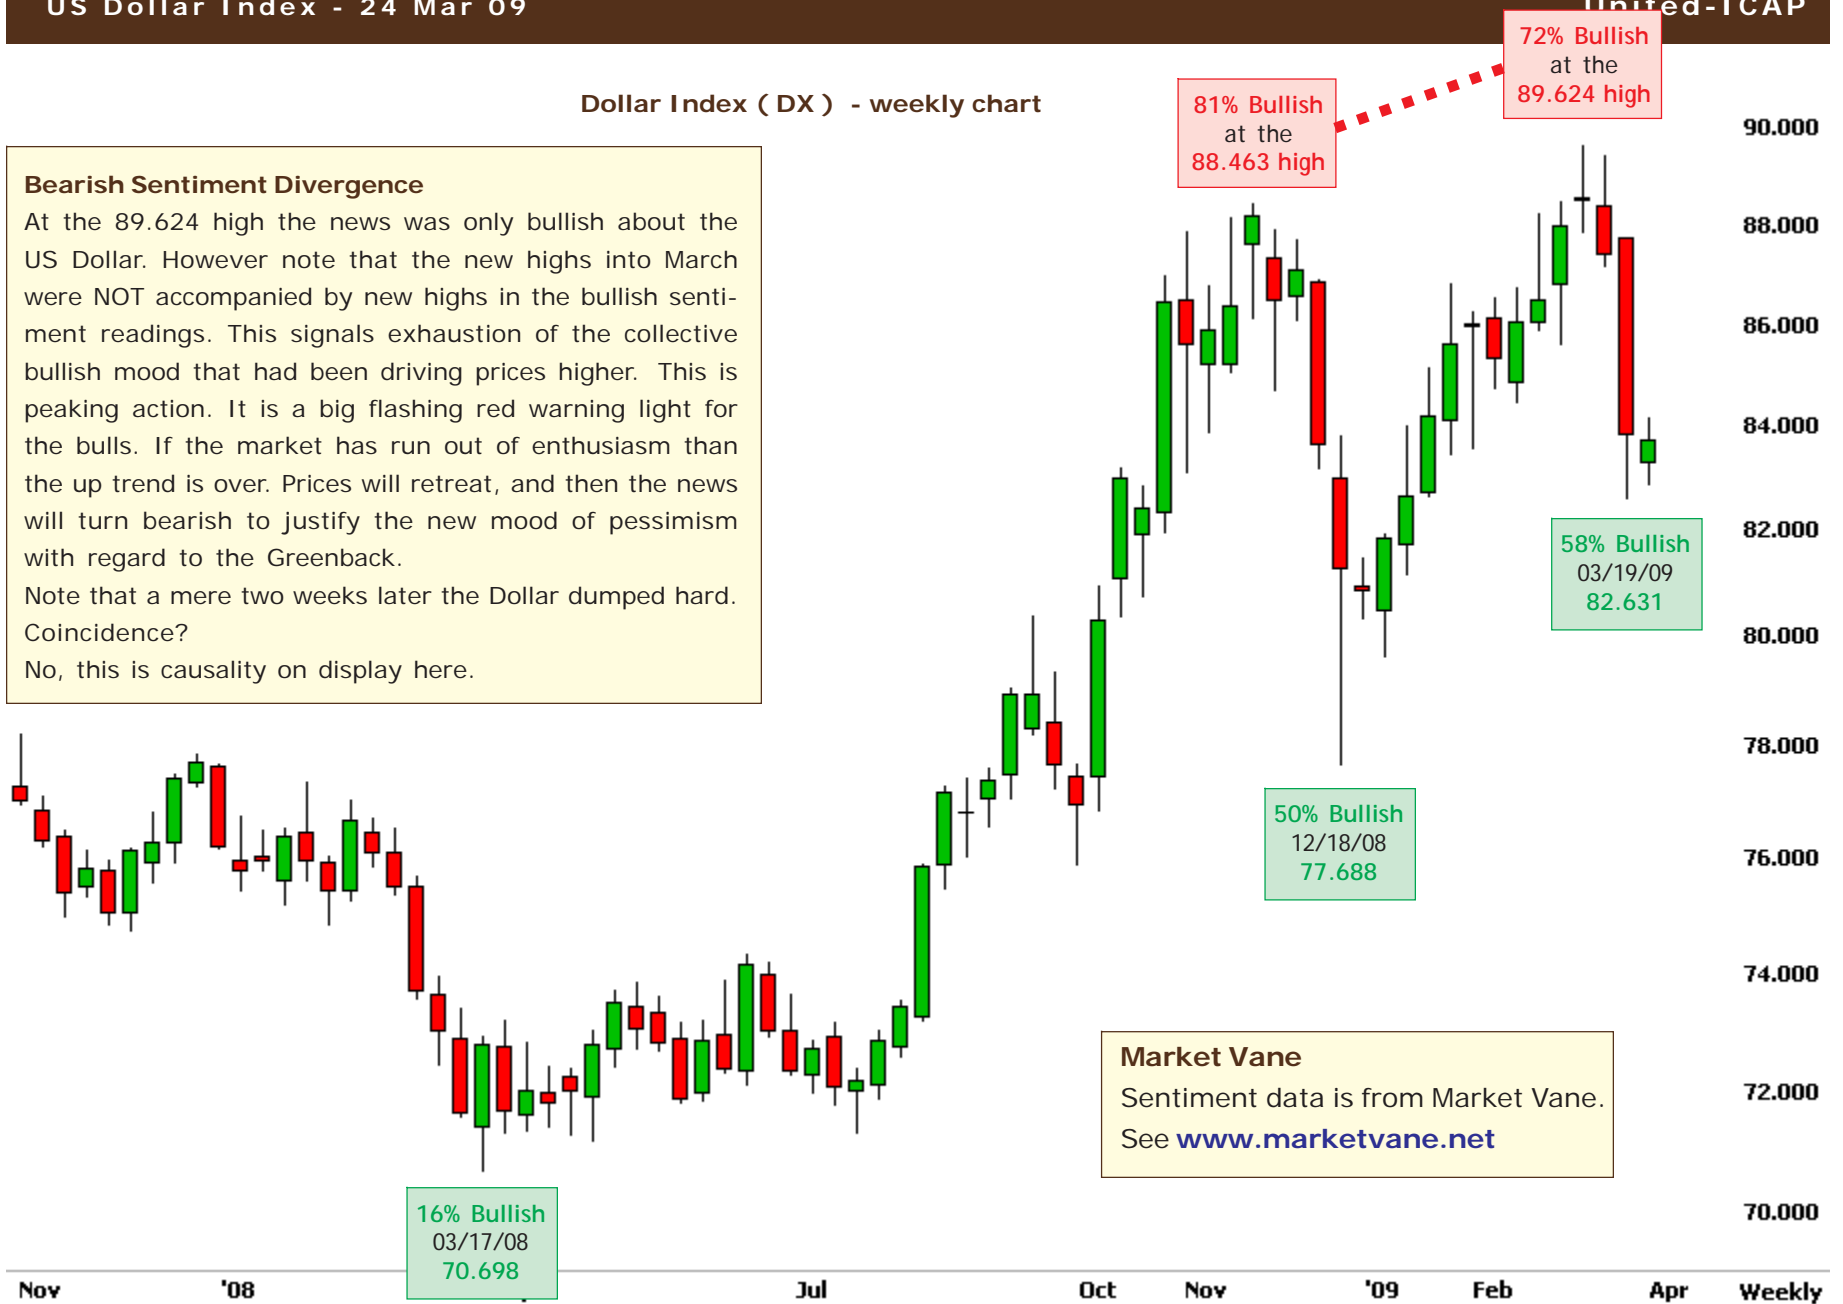 US Dollar Index - 24 Mar 09
United-ICAP
72% Bullish
at the
89.624 high
Dollar Index ( DX ) - weekly chart
81% Bullish
at the
88.463 high
Bearish Sentiment Divergence
At the 89.624 high the news was only bullish about the
US Dollar. However note that the new highs into March
were NOT accompanied by new highs in the bullish senti-
ment readings. This signals exhaustion of the collective
bullish mood that had been driving prices higher. This is
peaking action. It is a big flashing red warning light for
the bulls. If the market has run out of enthusiasm than
the up trend is over. Prices will retreat, and then the news
will turn bearish to justify the new mood of pessimism
with regard to the Greenback.
Note that a mere two weeks later the Dollar dumped hard.
Coincidence?
No, this is causality on display here.
90.000
88.000
86.000
84.000
82.000
80.000
78.000
76.000
74.000
72.000
70.000
58% Bullish
03/19/09
82.631
50% Bullish
12/18/08
77.688
Market Vane
Sentiment data is from Market Vane.
See www.marketvane.net
16% Bullish
03/17/08
70.698
Nov '08 Jul Oct Nov '09 Feb Apr Weekly